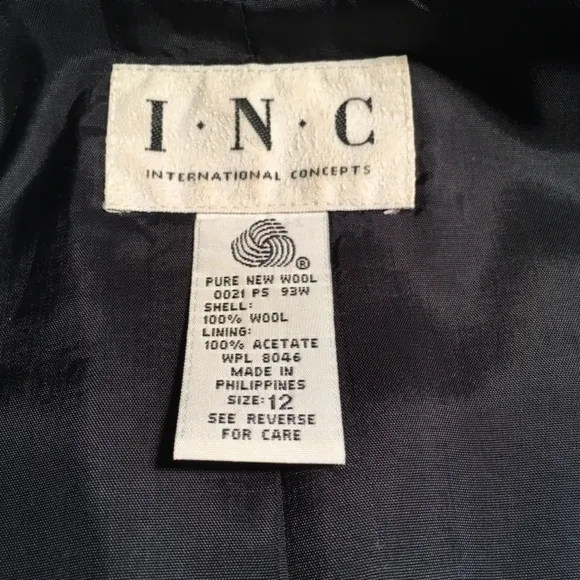 I·N·C
INTERNATIONAL CONCEPTS
®
PURE NEW WOOL
0021 PS 93W
SHELL:
100% WOOL
LINING:
100% ACETATE
WPL 8046
MADE IN
PHILIPPINES
SIZE: 12
SEE REVERSE
FOR CARE